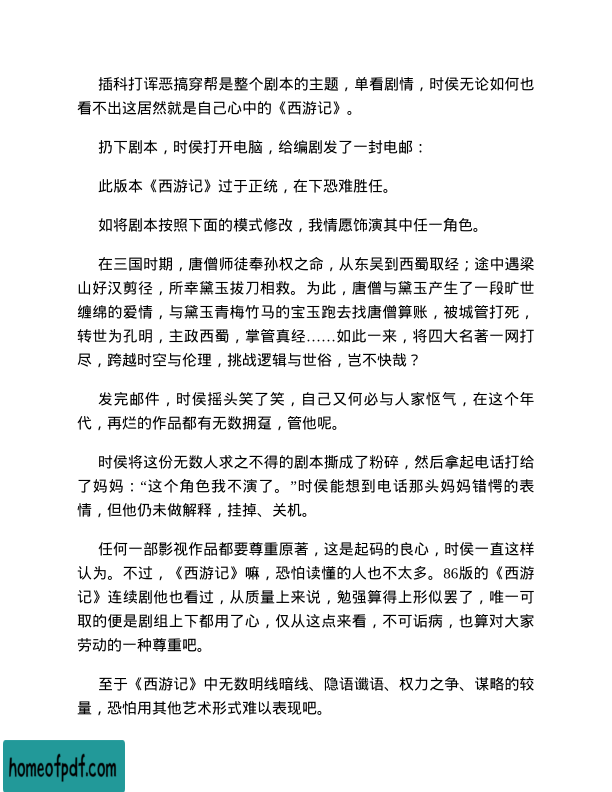 插科打诨恶搞穿帮是整个剧本的主题，单看剧情，时侯无论如何也
看不出这居然就是自己心中的《西游记》。
扔下剧本，时侯打开电脑，给编剧发了一封电邮：
此版本《西游记》过于正统，在下恐难胜任。
如将剧本按照下面的模式修改，我情愿饰演其中任一角色。
在三国时期，唐僧师徒奉孙权之命，从东吴到西蜀取经；途中遇梁
山好汉剪径，所幸黛玉拔刀相救。为此，唐僧与黛玉产生了一段旷世
缠绵的爱情，与黛玉青梅竹马的宝玉跑去找唐僧算账，被城管打死，
转世为孔明，主政西蜀，掌管真经……如此一来，将四大名著一网打
尽，跨越时空与伦理，挑战逻辑与世俗，岂不快哉？
发完邮件，时侯摇头笑了笑，自己又何必与人家怄气，在这个年
代，再烂的作品都有无数拥趸，管他呢。
时侯将这份无数人求之不得的剧本撕成了粉碎，然后拿起电话打给
了妈妈：“这个角色我不演了。”时侯能想到电话那头妈妈错愕的表
情，但他仍未做解释，挂掉、关机。
任何一部影视作品都要尊重原著，这是起码的良心，时侯一直这样
认为。不过，《西游记》嘛，恐怕读懂的人也不太多。86版的《西游
记》连续剧他也看过，从质量上来说，勉强算得上形似罢了，唯一可
取的便是剧组上下都用了心，仅从这点来看，不可诟病，也算对大家
劳动的一种尊重吧。
至于《西游记》中无数明线暗线、隐语谶语、权力之争、谋略的较
量，恐怕用其他艺术形式难以表现吧。
homeofpdf.com